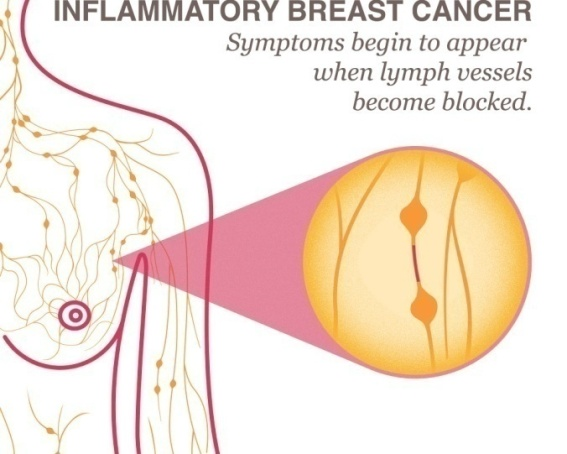 INFLAMMATORY BREAST CANCER
Symptoms begin to appear
when lymph vessels
become blocked.